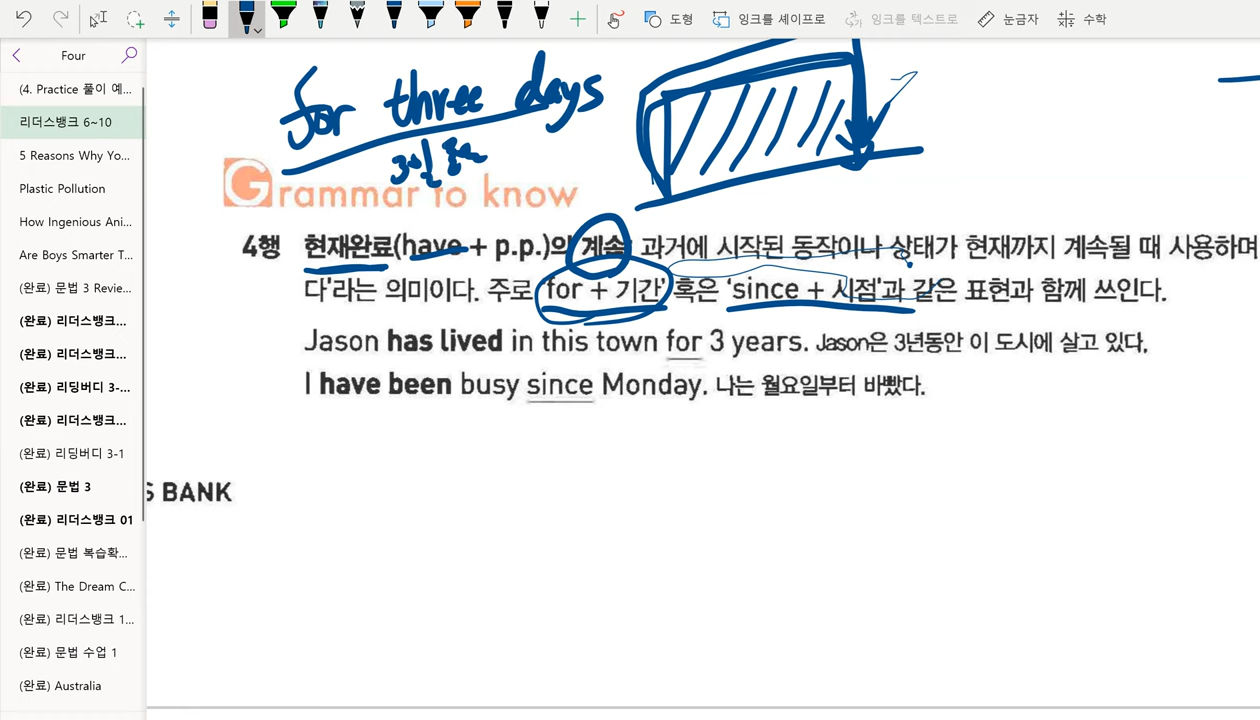 도형
잉크를 셰이프로
잉크를 텍스트로
눈금자
수학
Four
(4. Practice 풀이 예...
리더스뱅크 6~10
5 Reasons Why Yo...
Plastic Pollution
How Ingenious Ani...
Are Boys Smarter T...
(완료) 문법 3 Revie...
(완료) 리더스뱅크...
(완료) 리더스뱅크...
(완료) 리딩버디 3-...
(완료) 리더스뱅크...
(완료) 리딩버디 3-1
(완료) 문법 3
(완료) 리더스뱅크 01
(완료) 문법 복습확...
(완료) The Dream C...
(완료) 리더스뱅크 1...
(완료) 문법 수업 1
(완료) Australia
for three days
3일 동안
Grammar to know
4행 현재완료(have + p.p.)의 계속: 과거에 시작된 동작이나 상태가 현재까지 계속될 때 사용하며
다'라는 의미이다. 주로 'for + 기간' 혹은 'since + 시점'과 같은 표현과 함께 쓰인다.
Jason has lived in this town for 3 years. Jason은 3년동안 이 도시에 살고 있다.
I have been busy since Monday. 나는 월요일부터 바빴다.
S BANK